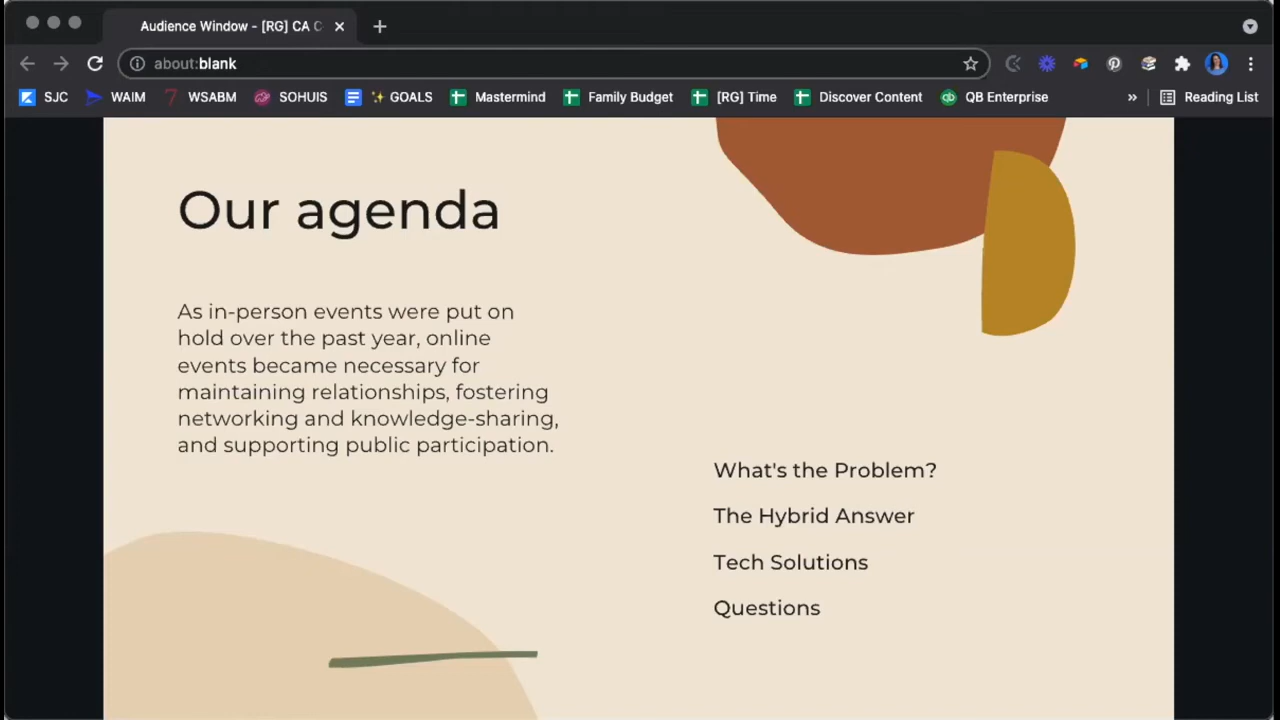 Audience Window - [RG] CA C
about:blank
SJC
WAIM
WSABM
SOHUIS
✨ GOALS
Mastermind
Family Budget
[RG] Time
Discover Content
QB Enterprise
»
Reading List
Our agenda
As in-person events were put on
hold over the past year, online
events became necessary for
maintaining relationships, fostering
networking and knowledge-sharing,
and supporting public participation.
What's the Problem?
The Hybrid Answer
Tech Solutions
Questions